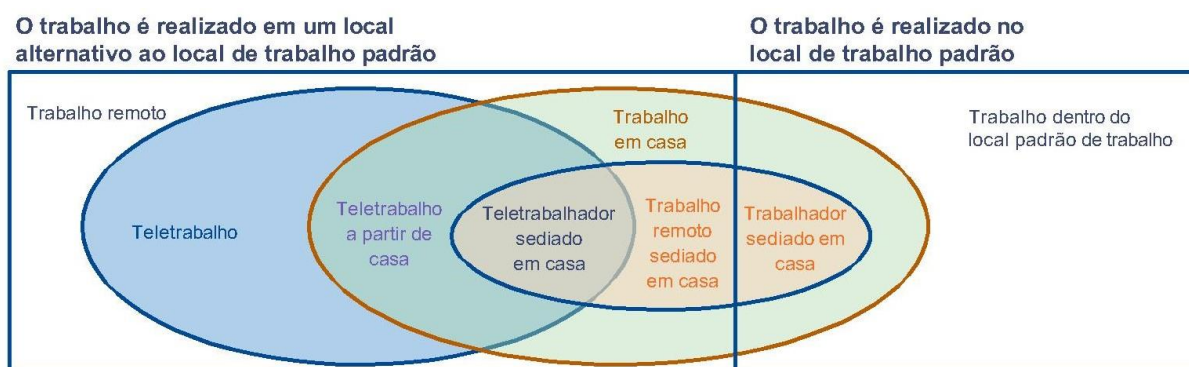 O trabalho é realizado em um local
alternativo ao local de trabalho padrão
O trabalho é realizado no
local de trabalho padrão
Trabalho remoto
Trabalho
em casa
Trabalho dentro do
local padrão de trabalho
Teletrabalho
Teletrabalho
a partir de
casa
Teletrabalhador
sediado
em casa
Trabalho
remoto
sediado
em casa
Trabalhador
sediado em
casa